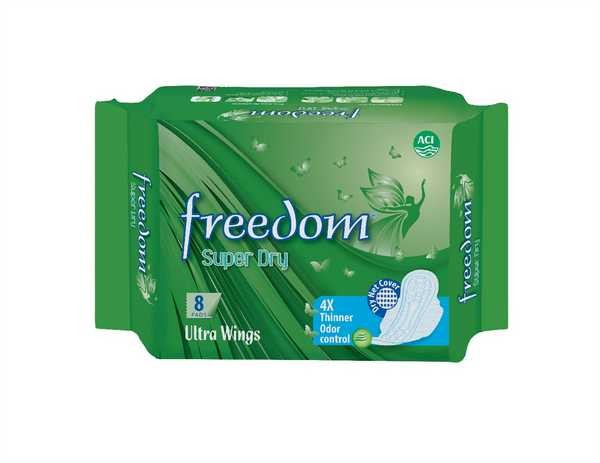 freedom
ACI
freedom
Super Dry
freedom
Super Dry
8
PADS
Ultra Wings
4X
Thinner
Odor
control
Dry Net Cover
freedom
Super Dry